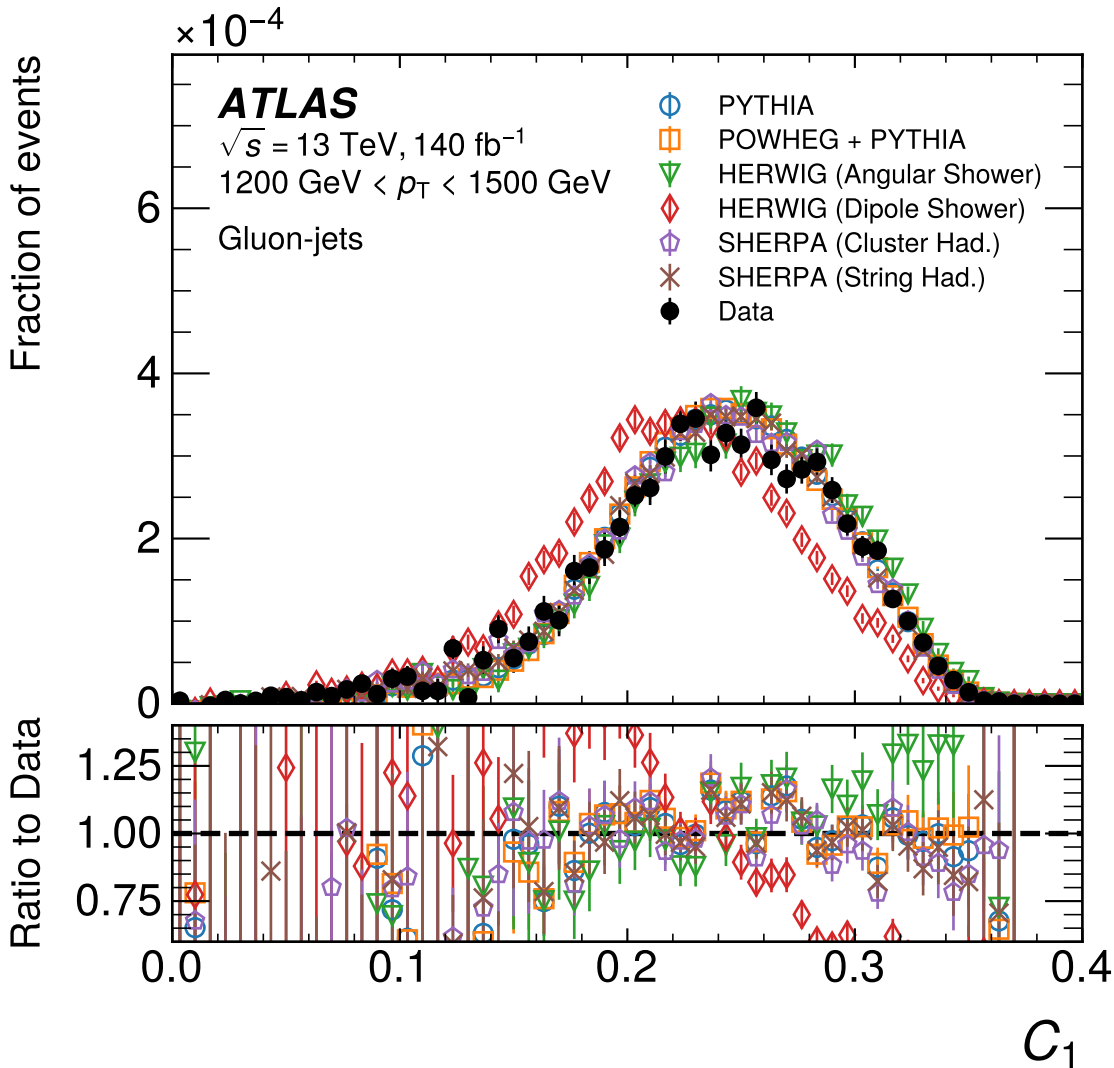 ×10⁻⁴
Fraction of events
ATLAS
√s = 13 TeV, 140 fb⁻¹
1200 GeV < p_T < 1500 GeV
Gluon-jets
PYTHIA
POWHEG + PYTHIA
HERWIG (Angular Shower)
HERWIG (Dipole Shower)
SHERPA (Cluster Had.)
SHERPA (String Had.)
Data
6
4
2
0
Ratio to Data
1.25
1.00
0.75
0.0 0.1 0.2 0.3 0.4
C₁